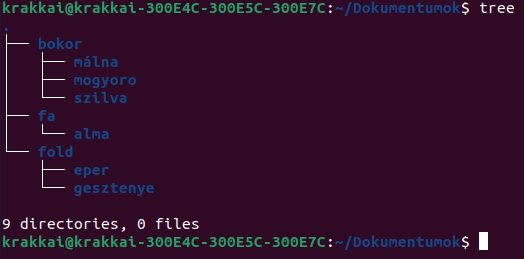 krakkai@krakkai-300E4C-300E5C-300E7C:~/Dokumentumok$ tree
.
├── bokor
│   ├── málna
│   ├── mogyoro
│   └── szilva
├── fa
│   └── alma
└── fold
    ├── eper
    └── gesztenye
9 directories, 0 files
krakkai@krakkai-300E4C-300E5C-300E7C:~/Dokumentumok$